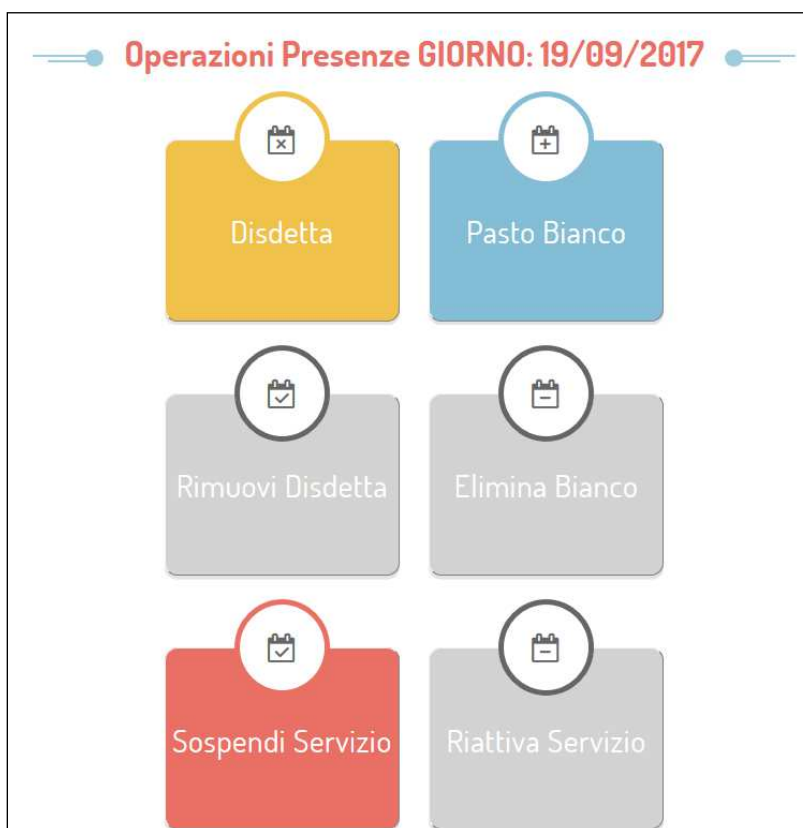 Operazioni Presenze GIORNO: 19/09/2017
Disdetta
Pasto Bianco
Rimuovi Disdetta
Elimina Bianco
Sospendi Servizio
Riattiva Servizio